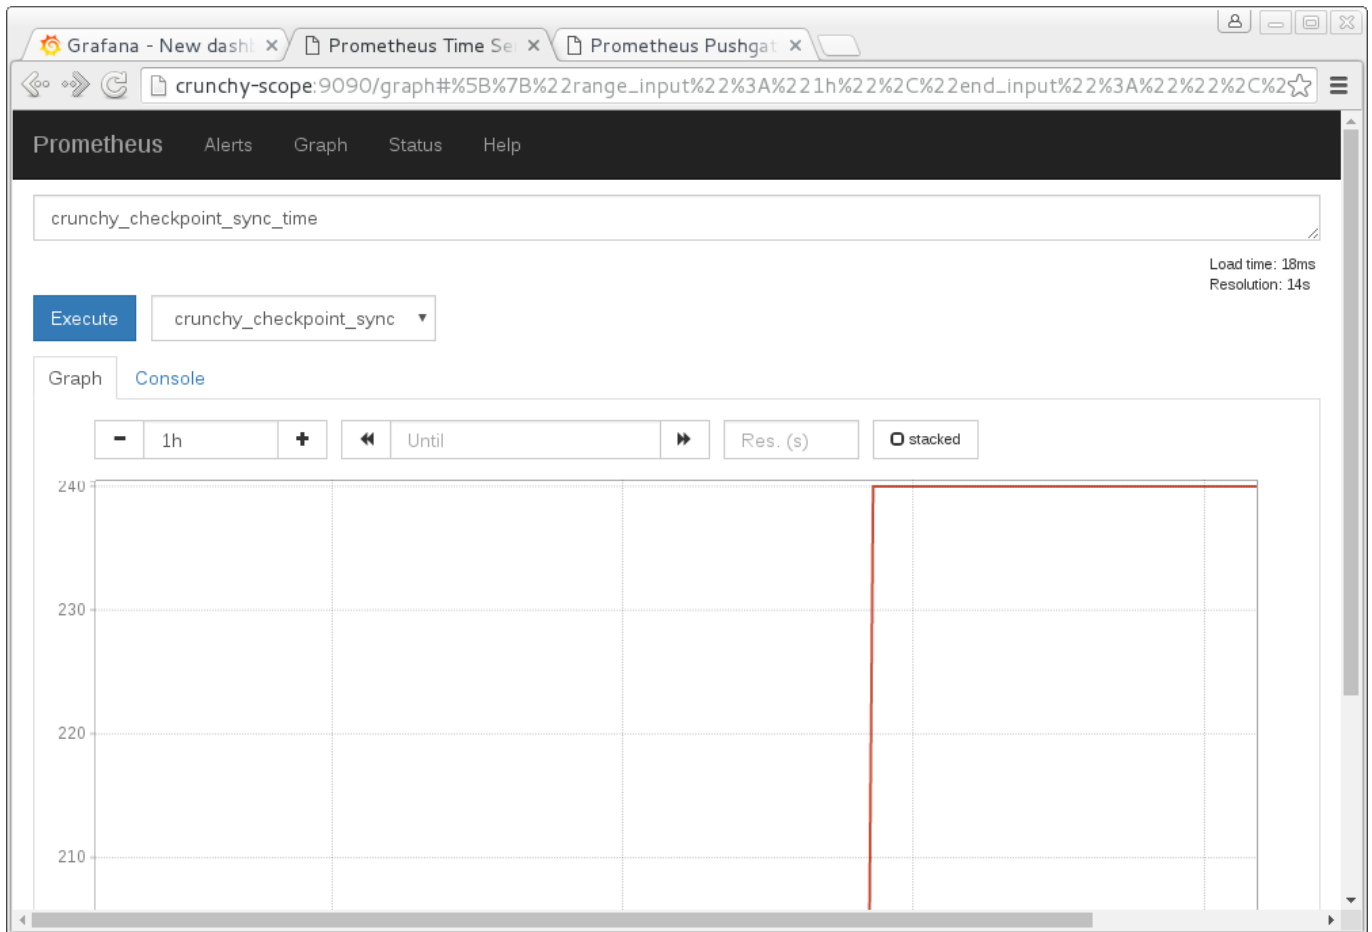 Grafana - New dashb
Prometheus Time Se
Prometheus Pushgat
crunchy-scope:9090/graph#%5B%7B%22range_input%22%3A%221h%22%2C%22end_input%22%3A%22%22%2C%2
Prometheus Alerts Graph Status Help
crunchy_checkpoint_sync_time
Load time: 18ms
Resolution: 14s
Execute crunchy_checkpoint_sync
Graph Console
1h Until Res. (s) stacked
240
230
220
210